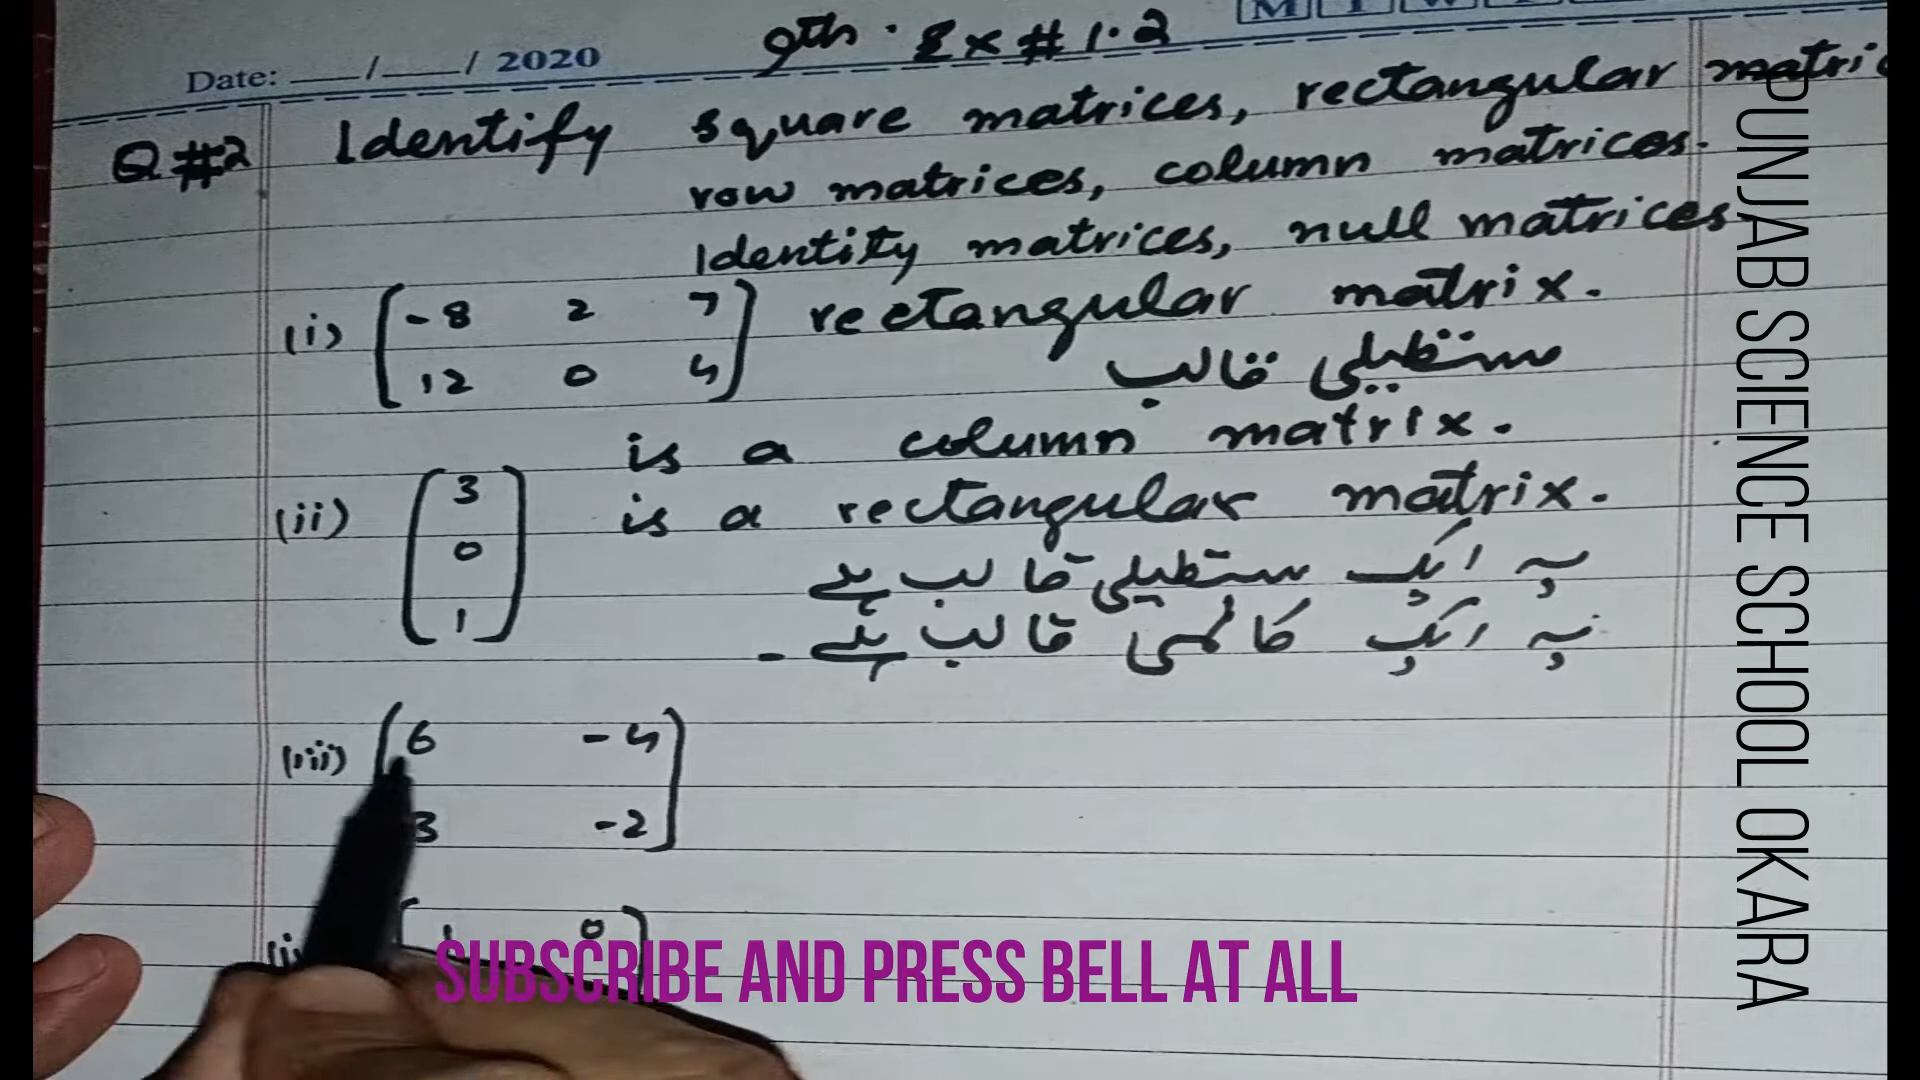 Date: ___/___/ 2020
9th. Ex # 1.2
Q #2 Identify square matrices, rectangular matric
row matrices, column matrices.
Identity matrices, null matrices
(i) [ -8 2 7 ] rectangular matrix.
12 0 4
مستطیلی قالب
is a column matrix.
(ii) [ 3 ] is a rectangular matrix.
0
1
یہ ایک مستطیلی قالب ہے
یہ ایک کالمی قالب ہے۔
(iii) [ 6 -4 ]
3 -2
1 0
SUBSCRIBE AND PRESS BELL AT ALL
PUNJAB SCIENCE SCHOOL OKARA